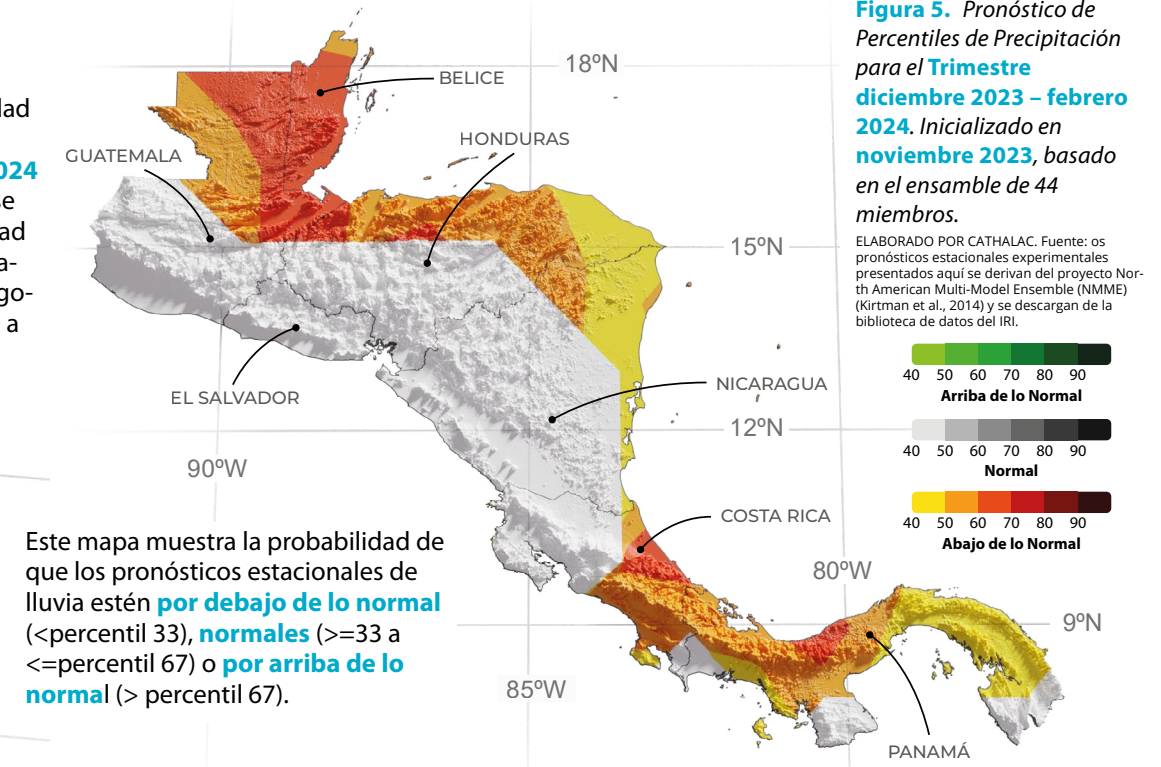 dad
024
se
ad
a-
go-
a
BELICE
HONDURAS
GUATEMALA
EL SALVADOR
NICARAGUA
COSTA RICA
PANAMÁ
18ºN
15ºN
12ºN
9ºN
90ºW
85ºW
80ºW
Figura 5. Pronóstico de
Percentiles de Precipitación
para el Trimestre
diciembre 2023 – febrero
2024. Inicializado en
noviembre 2023, basado
en el ensamble de 44
miembros.
ELABORADO POR CATHALAC. Fuente: os
pronósticos estacionales experimentales
presentados aquí se derivan del proyecto Nor-
th American Multi-Model Ensemble (NMME)
(Kirtman et al., 2014) y se descargan de la
biblioteca de datos del IRI.
40 50 60 70 80 90
Arriba de lo Normal
40 50 60 70 80 90
Normal
40 50 60 70 80 90
Abajo de lo Normal
Este mapa muestra la probabilidad de
que los pronósticos estacionales de
lluvia estén por debajo de lo normal
(<percentil 33), normales (>=33 a
<=percentil 67) o por arriba de lo
normal (> percentil 67).